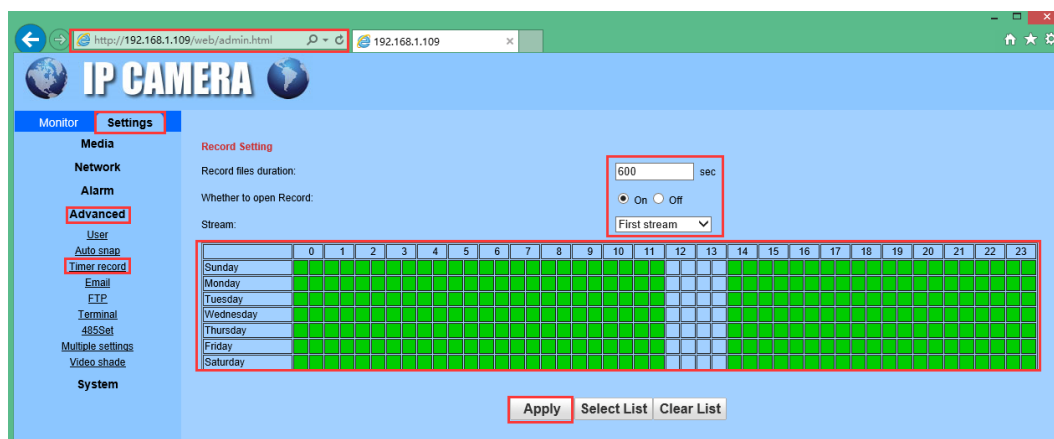 http://192.168.1.109/web/admin.html
192.168.1.109
IP CAMERA
Monitor Settings
Media
Network
Alarm
Advanced
User
Auto snap
Timer record
Email
FTP
Terminal
485Set
Multiple settings
Video shade
System
Record Setting
Record files duration: 600 sec
Whether to open Record: On Off
Stream: First stream
0 1 2 3 4 5 6 7 8 9 10 11 12 13 14 15 16 17 18 19 20 21 22 23
Sunday
Monday
Tuesday
Wednesday
Thursday
Friday
Saturday
Apply Select List Clear List